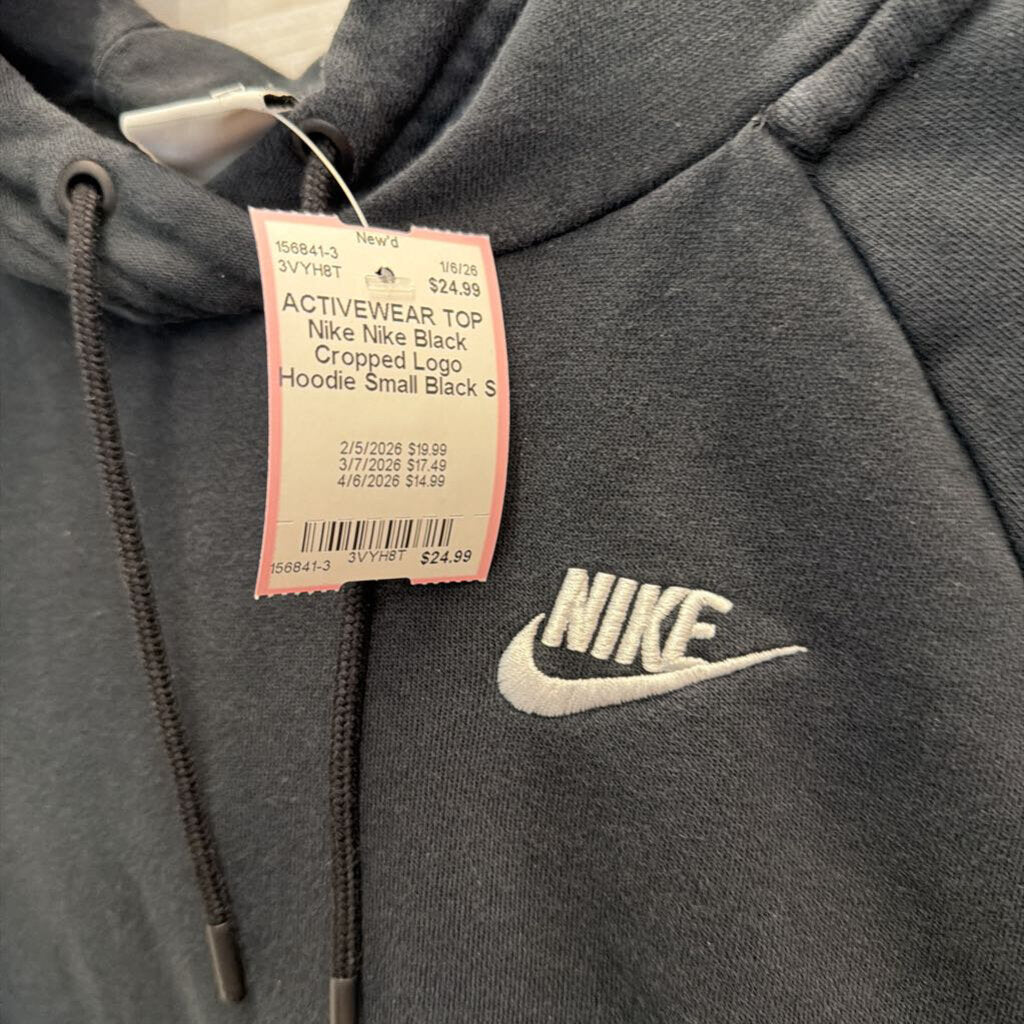 New'd
156841-3
3VYH8T
1/6/26
$24.99
ACTIVEWEAR TOP
Nike Nike Black
Cropped Logo
Hoodie Small Black S
2/5/2026 $19.99
3/7/2026 $17.49
4/6/2026 $14.99
156841-3 3VYH8T $24.99
NIKE